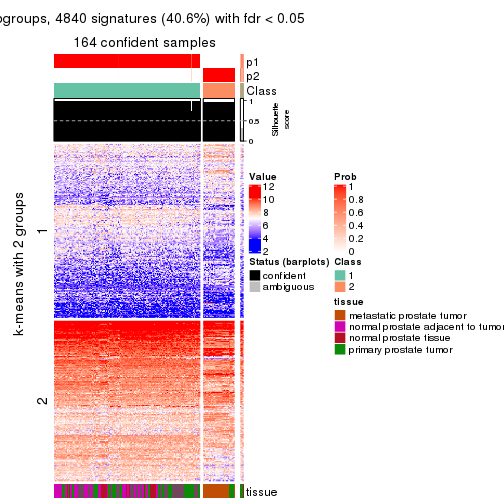 ogroups, 4840 signatures (40.6%) with fdr < 0.05
164 confident samples
p1
p2
Class
1
0.5
0
Silhouette
score
k-means with 2 groups
1
2
Value
12
10
8
6
4
2
Prob
1
0.8
0.6
0.4
0.2
0
Status (barplots)
confident
ambiguous
Class
1
2
tissue
metastatic prostate tumor
normal prostate adjacent to tumor
normal prostate tissue
primary prostate tumor
tissue